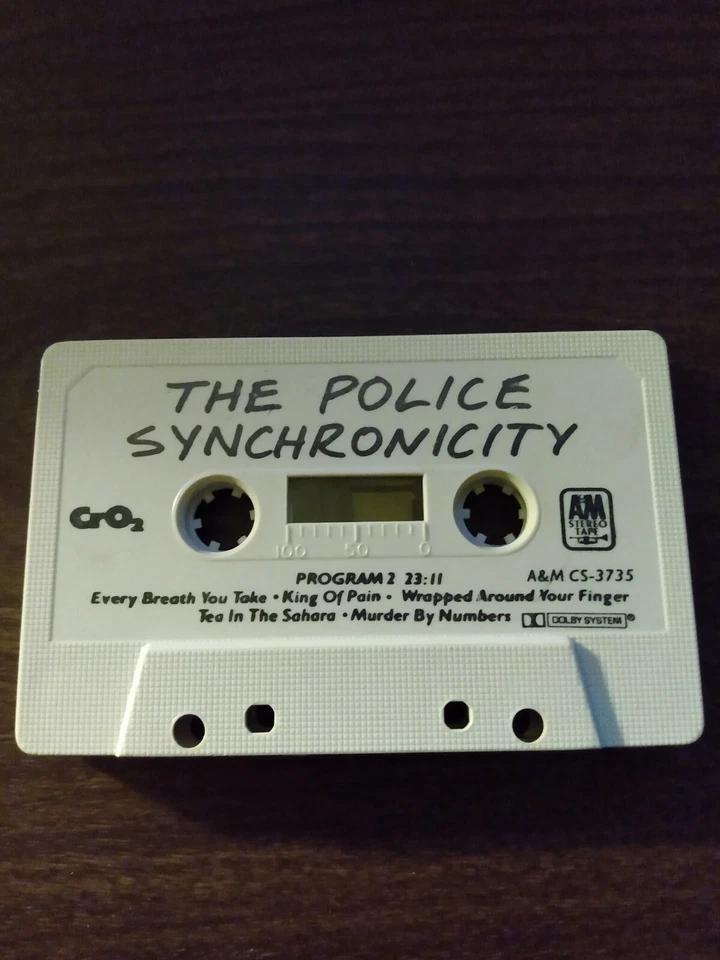 THE POLICE
SYNCHRONICITY
CrO2
A&M
STEREO
TAPE
100 50 0
PROGRAM 2 23:11
A&M CS-3735
Every Breath You Take • King Of Pain • Wrapped Around Your Finger
Tea In The Sahara • Murder By Numbers
DOLBY SYSTEM®